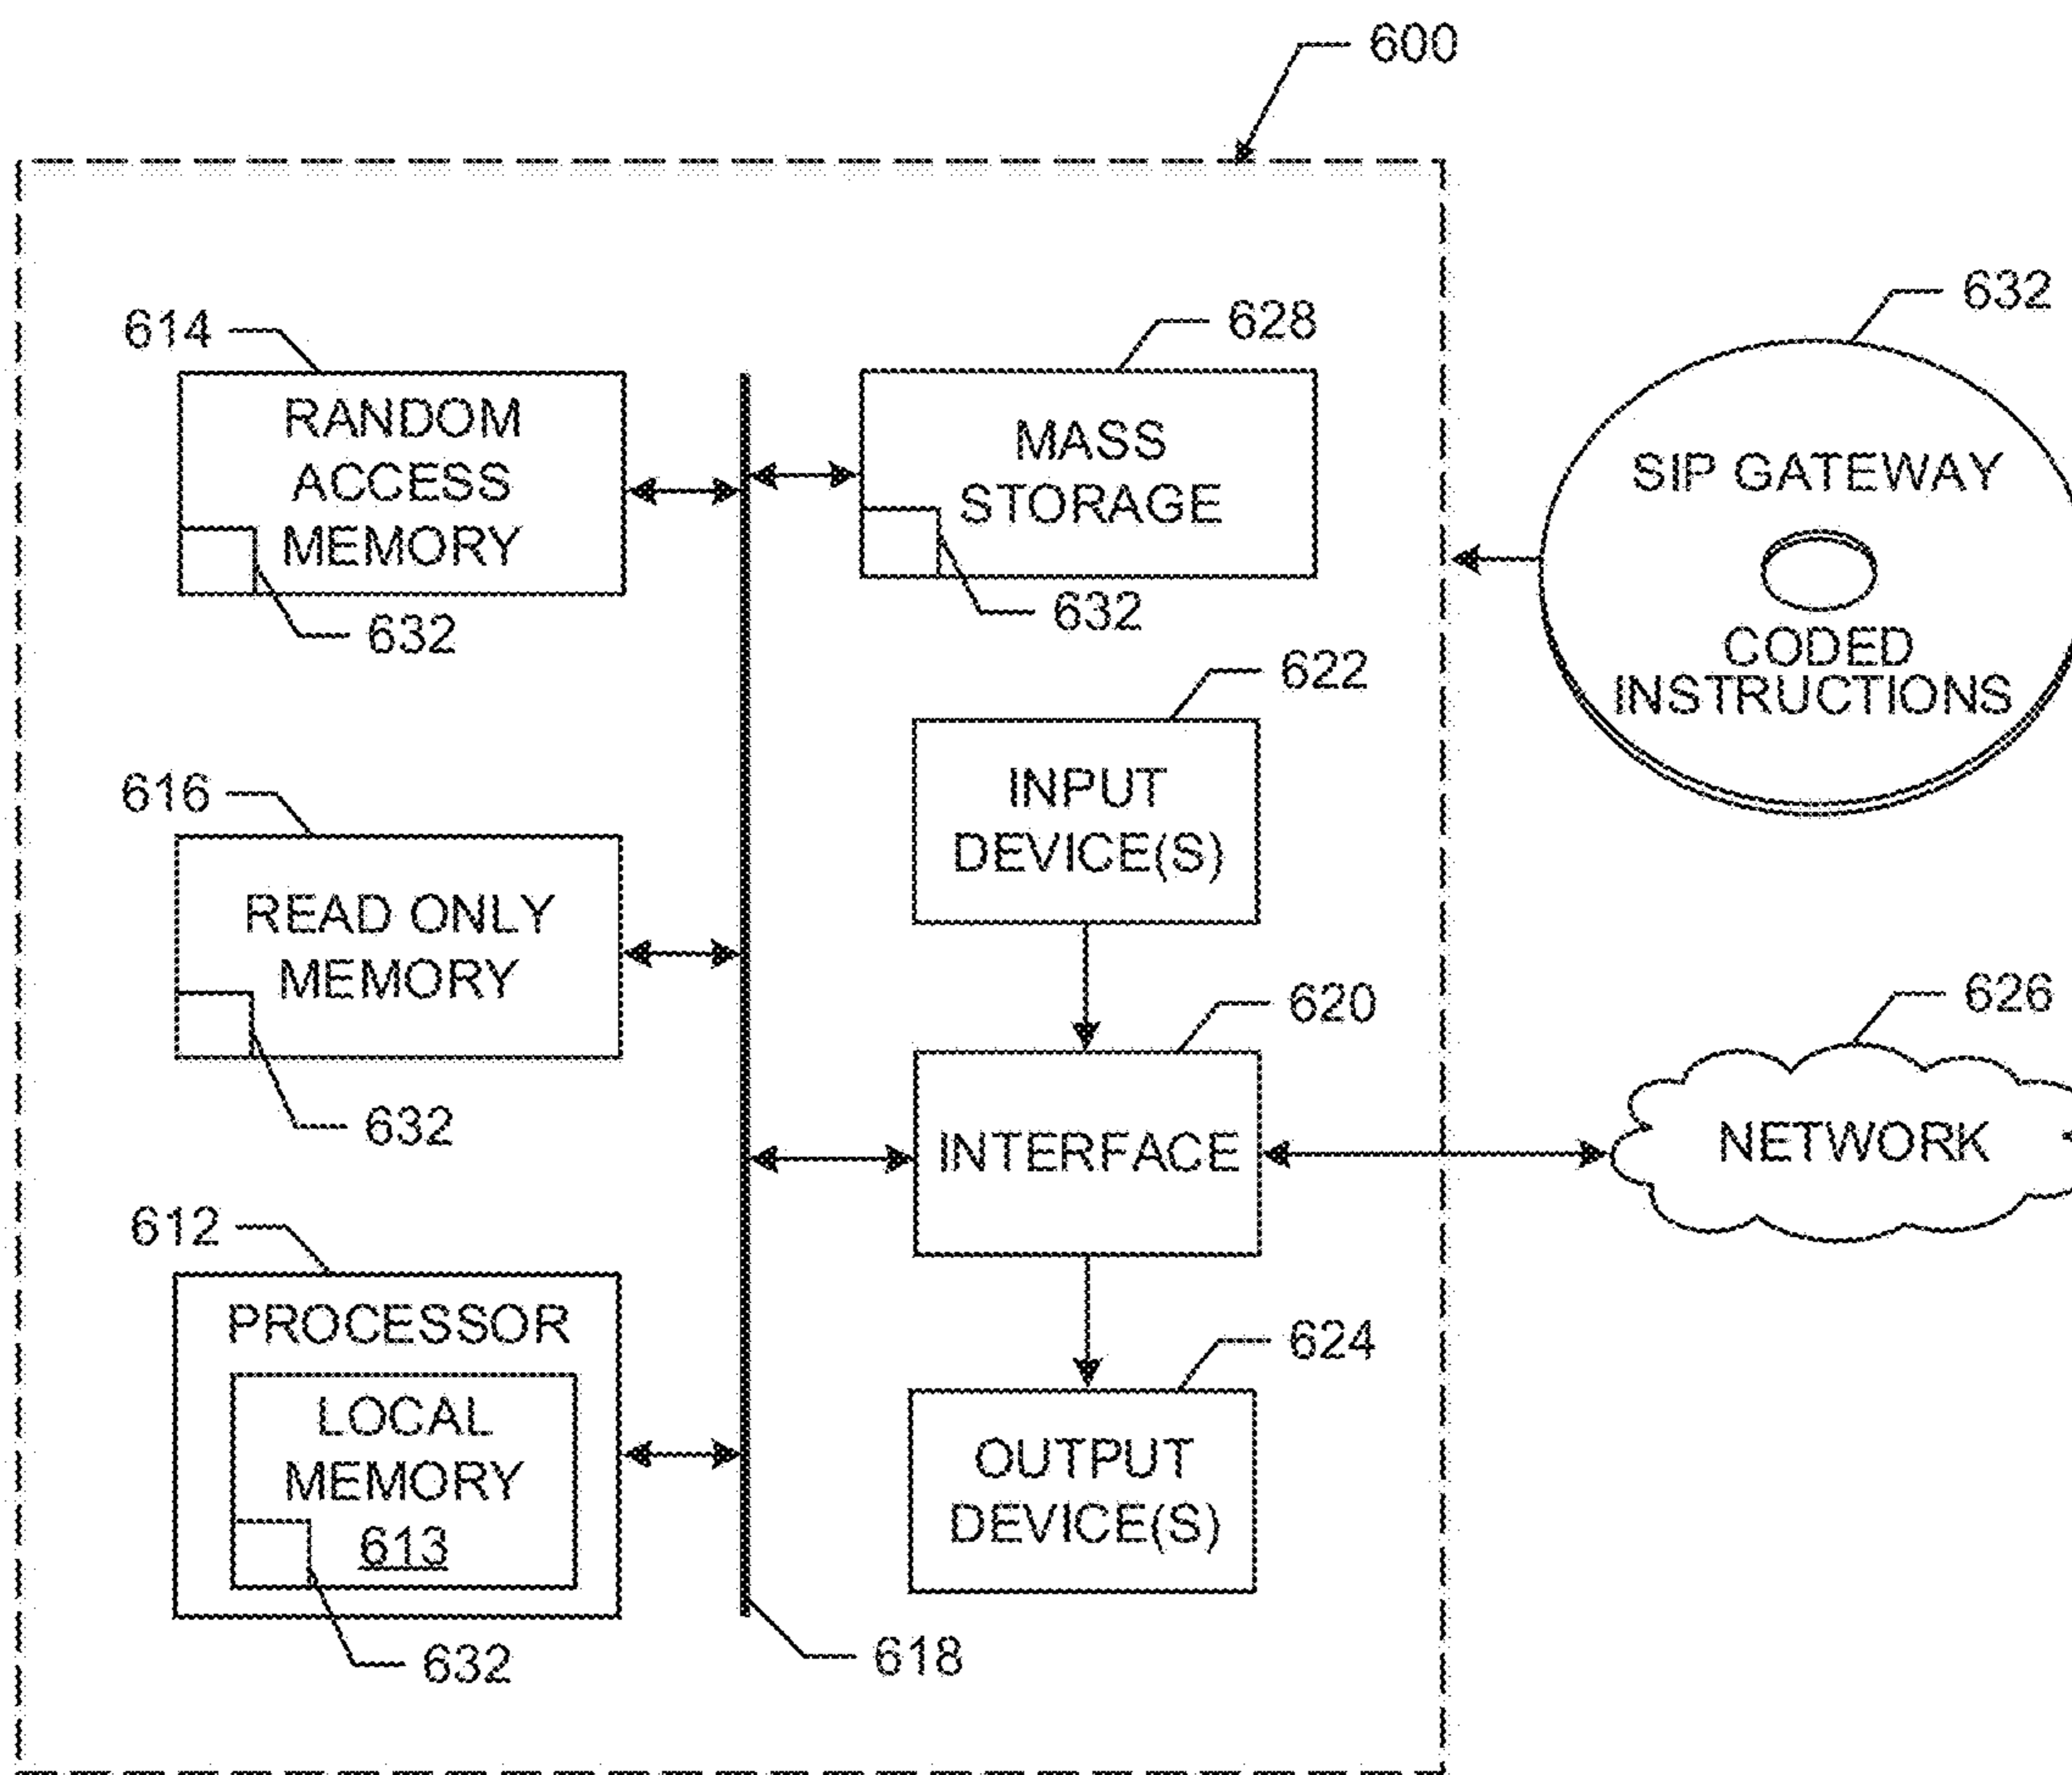 600
614
RANDOM
ACCESS
MEMORY
632
628
MASS
STORAGE
632
632
SIP GATEWAY
CODED
INSTRUCTIONS
622
INPUT
DEVICE(S)
616
READ ONLY
MEMORY
632
620
INTERFACE
626
NETWORK
612
PROCESSOR
LOCAL
MEMORY
613
632
624
OUTPUT
DEVICE(S)
618